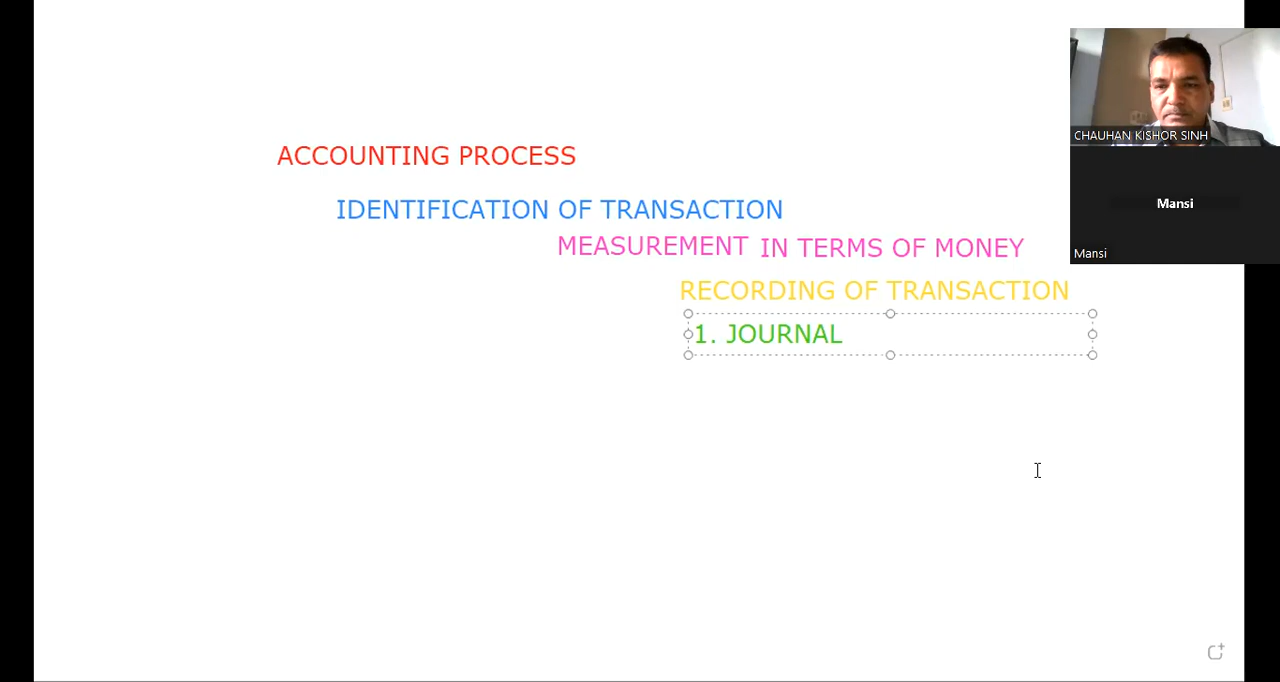 ACCOUNTING PROCESS
CHAUHAN KISHOR SINH
IDENTIFICATION OF TRANSACTION
Mansi
MEASUREMENT IN TERMS OF MONEY
Mansi
RECORDING OF TRANSACTION
1. JOURNAL